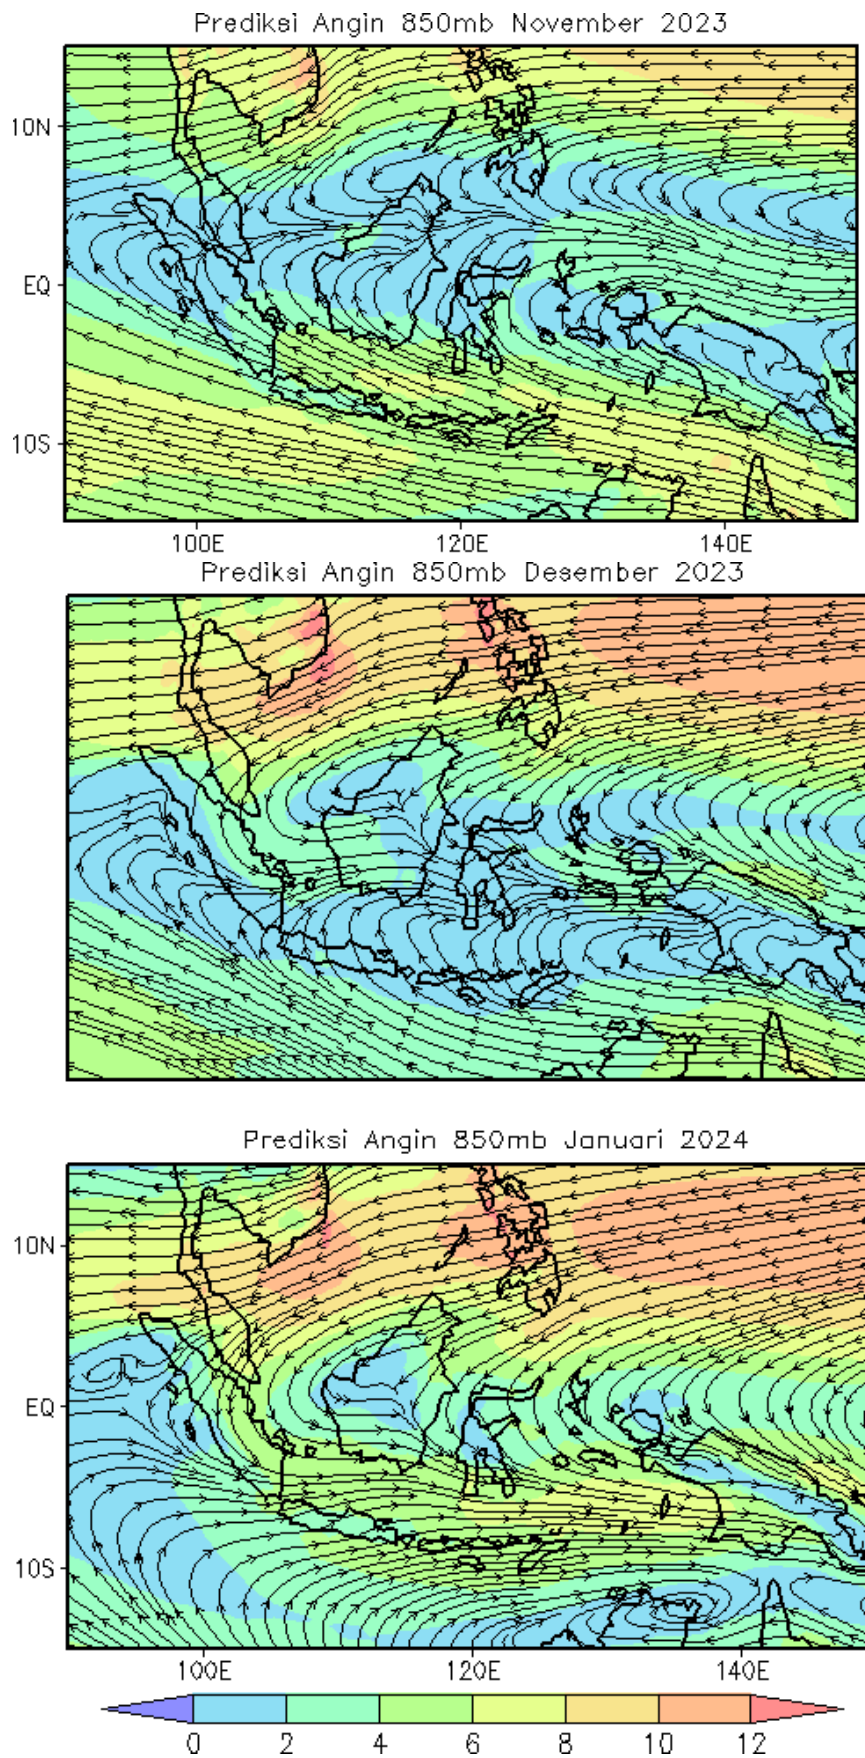 Prediksi Angin 850mb November 2023
10N
EQ
10S
100E 120E 140E
Prediksi Angin 850mb Desember 2023
Prediksi Angin 850mb Januari 2024
10N
EQ
10S
100E 120E 140E
0 2 4 6 8 10 12